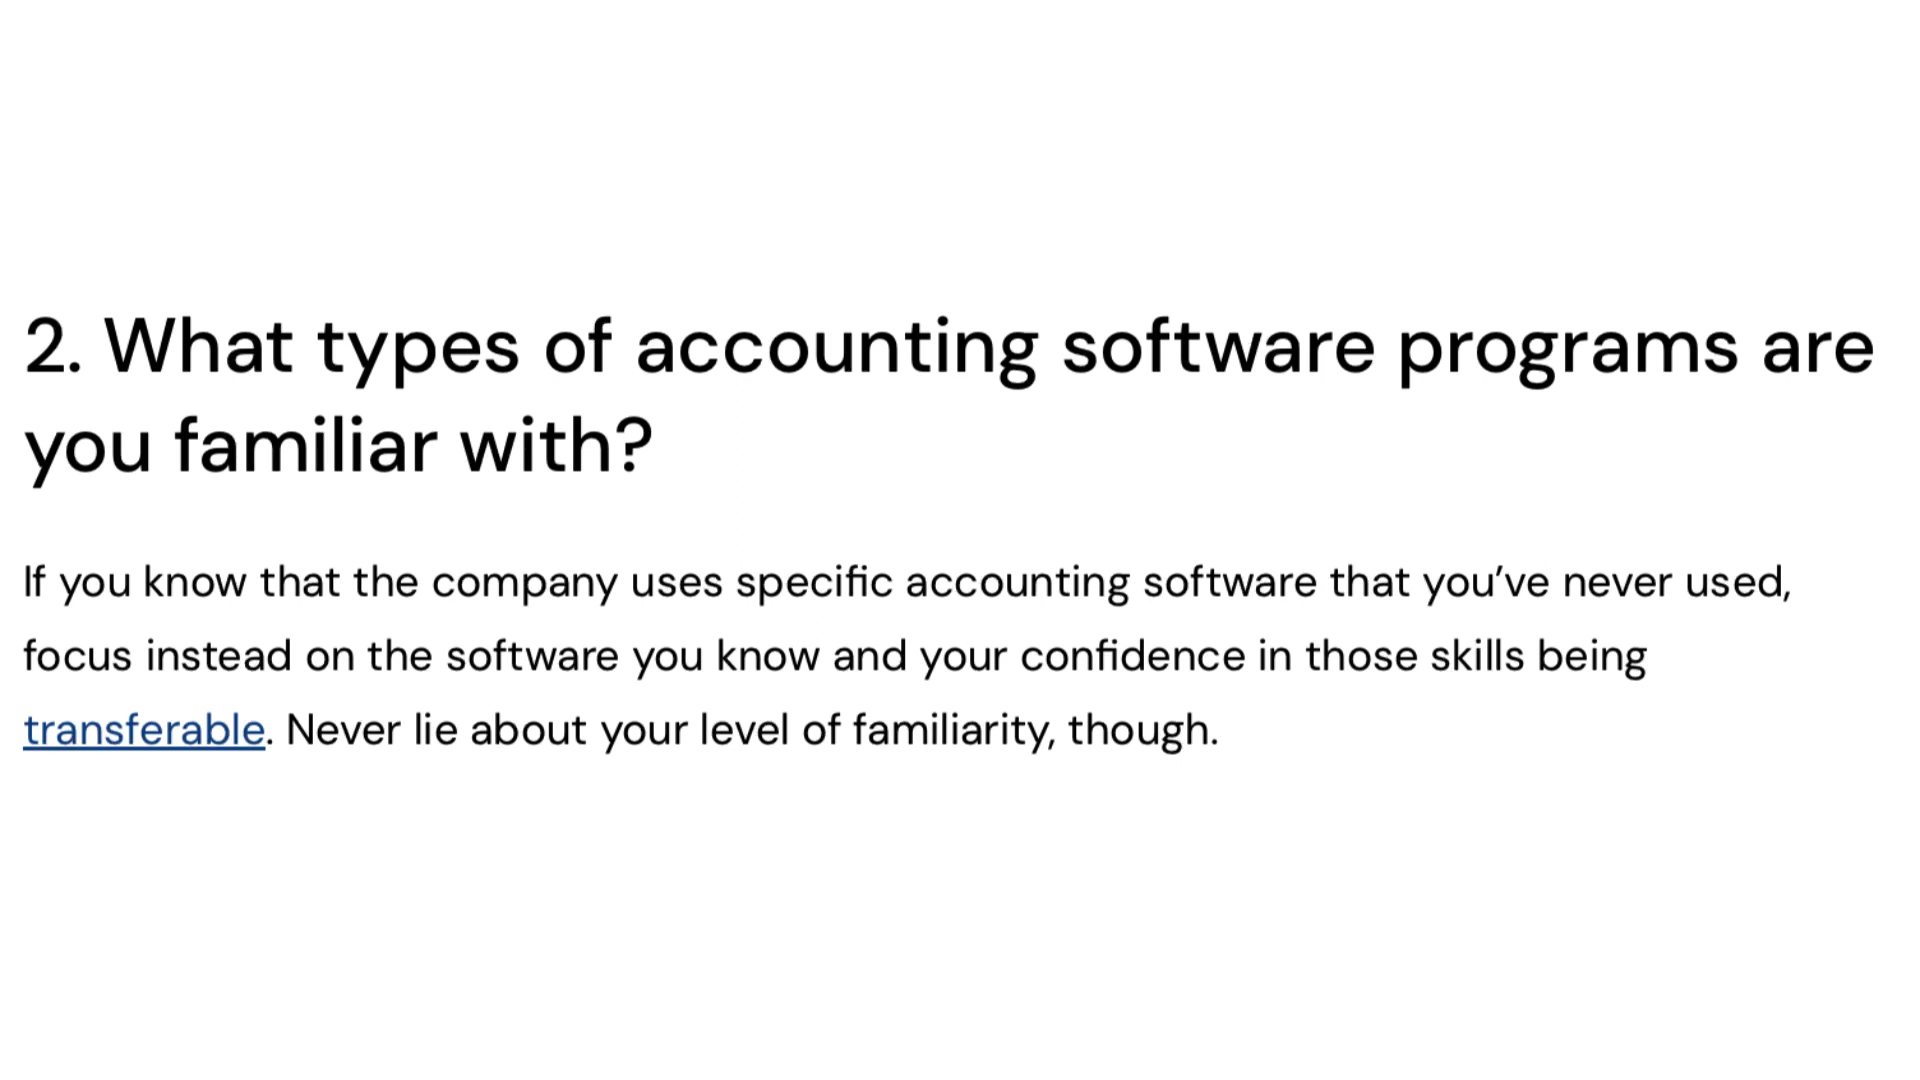 2. What types of accounting software programs are
you familiar with?
If you know that the company uses specific accounting software that you’ve never used,
focus instead on the software you know and your confidence in those skills being
transferable. Never lie about your level of familiarity, though.